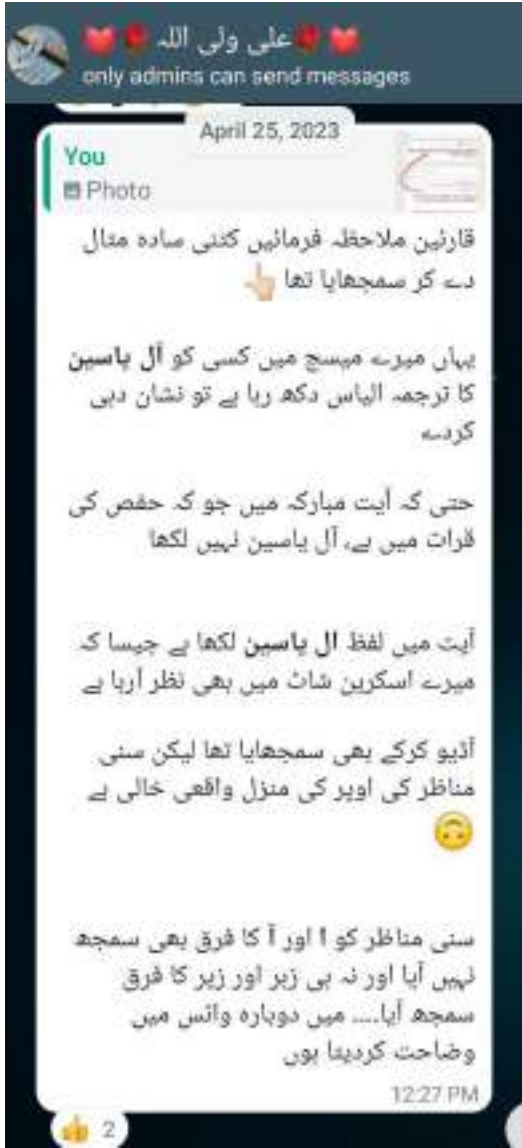 ❤️🌹علی ولی اللہ🌹❤️
only admins can send messages
April 25, 2023
You
Photo
قارئین ملاحظہ فرمائیں کتنی سادہ مثال
دے کر سمجھایا تھا 👆🏻
یہاں میرے میسج میں کسی کو آل یاسین
کا ترجمہ الیاس دکھ رہا ہے تو نشان دہی
کردے
حتی کہ آیت مبارکہ میں جو کہ حفص کی
قرات میں ہے، آل یاسین نہیں لکھا
آیت میں لفظ ال یاسین لکھا ہے جیسا کہ
میرے اسکرین شاٹ میں بھی نظر آرہا ہے
آڈیو کرکے بھی سمجھایا تھا لیکن سنی
مناظر کی اوپر کی منزل واقعی خالی ہے
🙃
سنی مناظر کو ا اور آ کا فرق بھی سمجھ
نہیں آیا اور نہ ہی زبر اور زیر کا فرق
سمجھ آیا.... میں دوبارہ وائس میں
وضاحت کردیتا ہوں
12:27 PM
👍 2